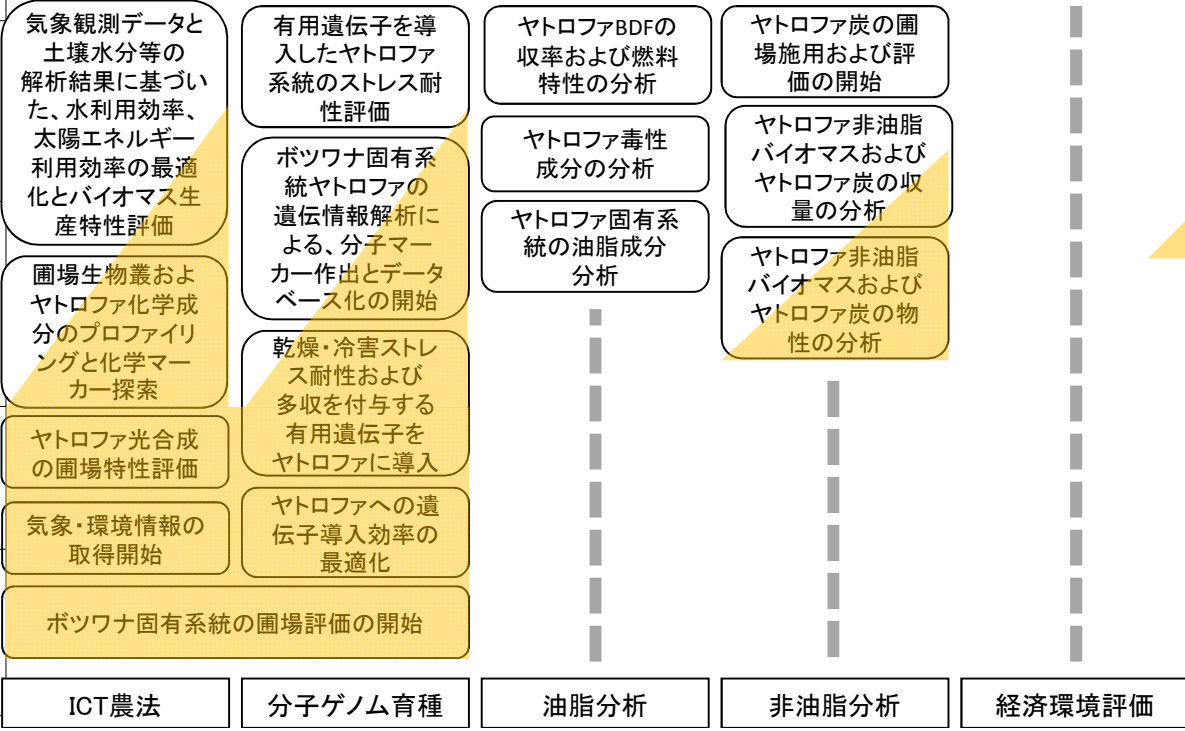 気象観測データと
土壌水分等の
解析結果に基づい
た、水利用効率、
太陽エネルギー
利用効率の最適
化とバイオマス生
産特性評価
圃場生物叢およ
ヤトロファ化学成
分のプロファイリ
ングと化学マー
カー探索
ヤトロファ光合成
の圃場特性評価
気象・環境情報の
取得開始
有用遺伝子を導
入したヤトロファ
系統のストレス耐
性評価
ボツワナ固有系
統ヤトロファの
遺伝情報解析に
よる、分子マー
カー作出とデータ
ベース化の開始
乾燥・冷害ストレ
ス耐性および
多収を付与する
有用遺伝子を
ヤトロファに導入
ヤトロファへの遺
伝子導入効率の
最適化
ボツワナ固有系統の圃場評価の開始
ヤトロファBDFの
収率および燃料
特性の分析
ヤトロファ毒性
成分の分析
ヤトロファ固有系
統の油脂成分
分析
ヤトロファ炭の圃
場施用および評
価の開始
ヤトロファ非油脂
バイオマスおよび
ヤトロファ炭の収
量の分析
ヤトロファ非油脂
バイオマスおよび
ヤトロファ炭の物
性の分析
ICT農法
分子ゲノム育種
油脂分析
非油脂分析
経済環境評価